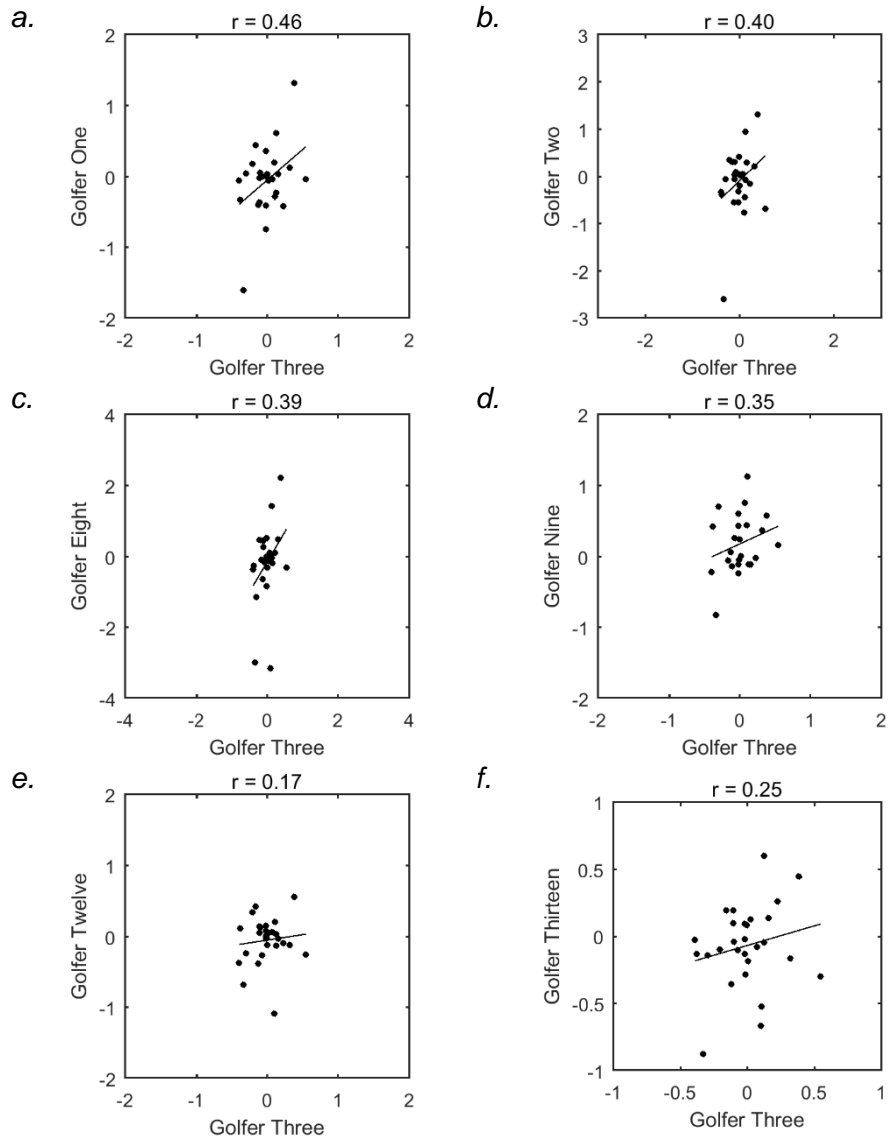 a.
r = 0.46
2
1
0
-1
-2
Golfer One
-2 -1 0 1 2
Golfer Three
b.
r = 0.40
3
2
1
0
-1
-2
-3
Golfer Two
-2 0 2
Golfer Three
c.
r = 0.39
4
2
0
-2
-4
Golfer Eight
-4 -2 0 2 4
Golfer Three
d.
r = 0.35
2
1
0
-1
-2
Golfer Nine
-2 -1 0 1 2
Golfer Three
e.
r = 0.17
2
1
0
-1
-2
Golfer Twelve
-2 -1 0 1 2
Golfer Three
f.
r = 0.25
1
0.5
0
-0.5
-1
Golfer Thirteen
-1 -0.5 0 0.5 1
Golfer Three